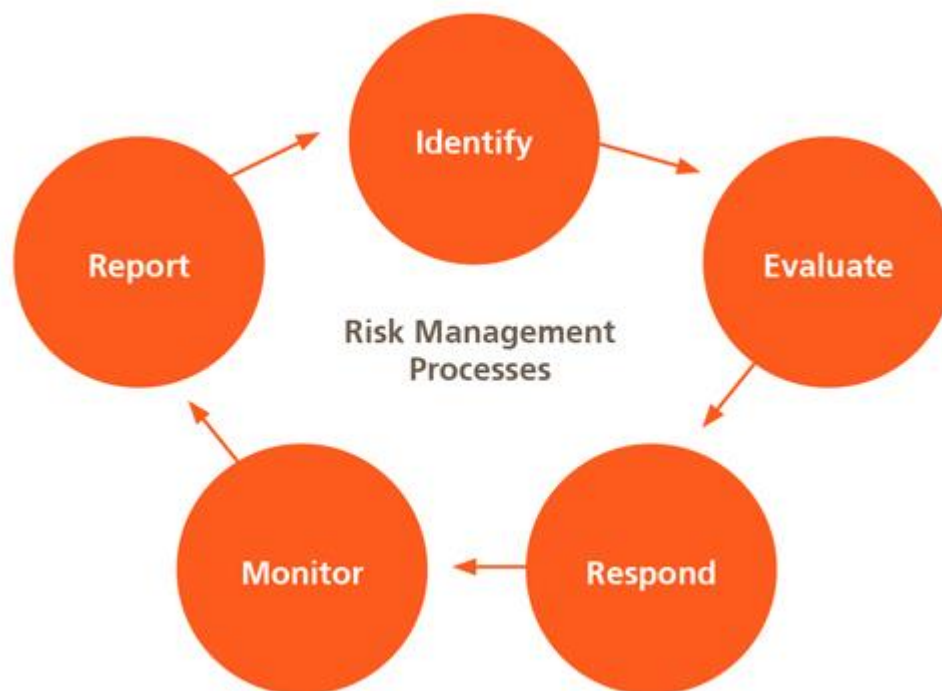 Identify
Evaluate
Respond
Monitor
Report
Risk Management
Processes